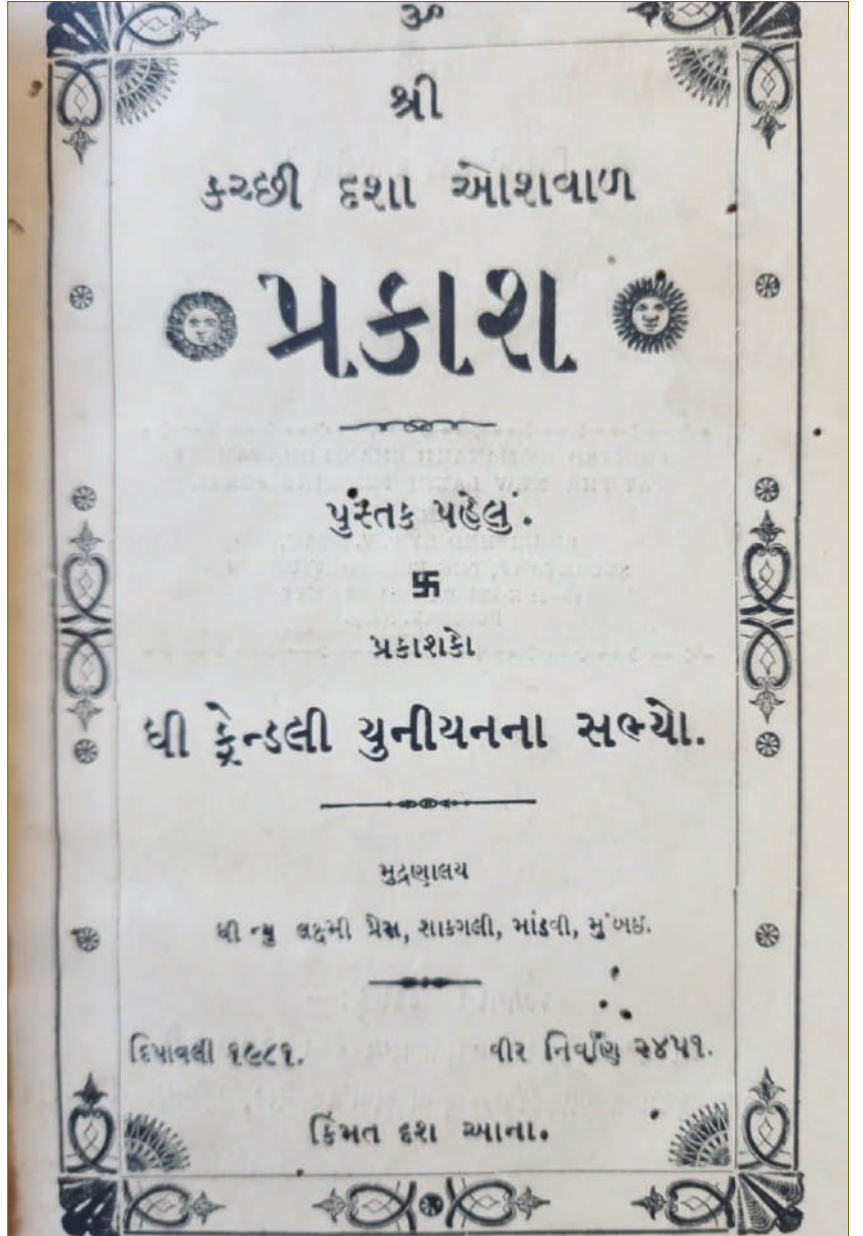 ૐ
શ્રી
કચ્છી દશા ઓશવાળ
પ્રકાશ
પુસ્તક પહેલું.
卐
પ્રકાશકો
ધી ફ્રેન્ડલી યુનીયનના સભ્યો.
મુદ્રણાલય
ધી ન્યુ લક્ષ્મી પ્રેસ, શાકગલી, માંડવી, મુંબઇ.
દિપાવલી ૧૯૮૧. વીર નિર્વાણ ૨૪૫૧.
કિંમત દશ આના.